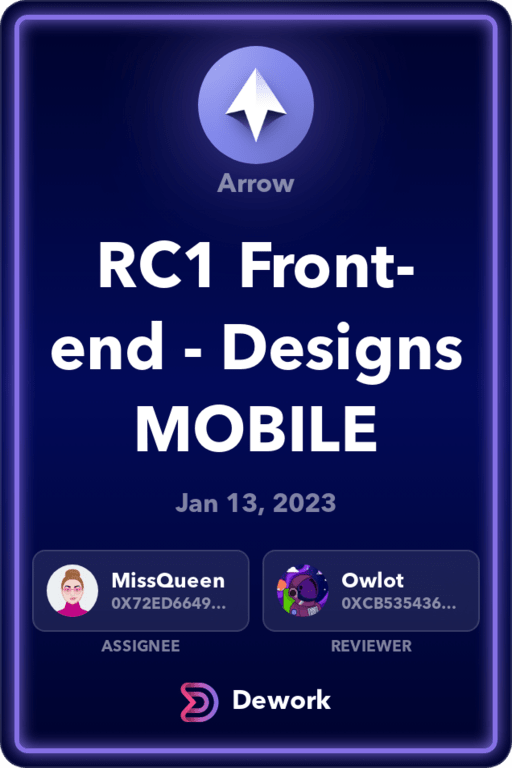 Arrow
RC1 Front-
end - Designs
MOBILE
Jan 13, 2023
MissQueen
0X72ED6649...
ASSIGNEE
Owlot
0XCB535436...
REVIEWER
Dework